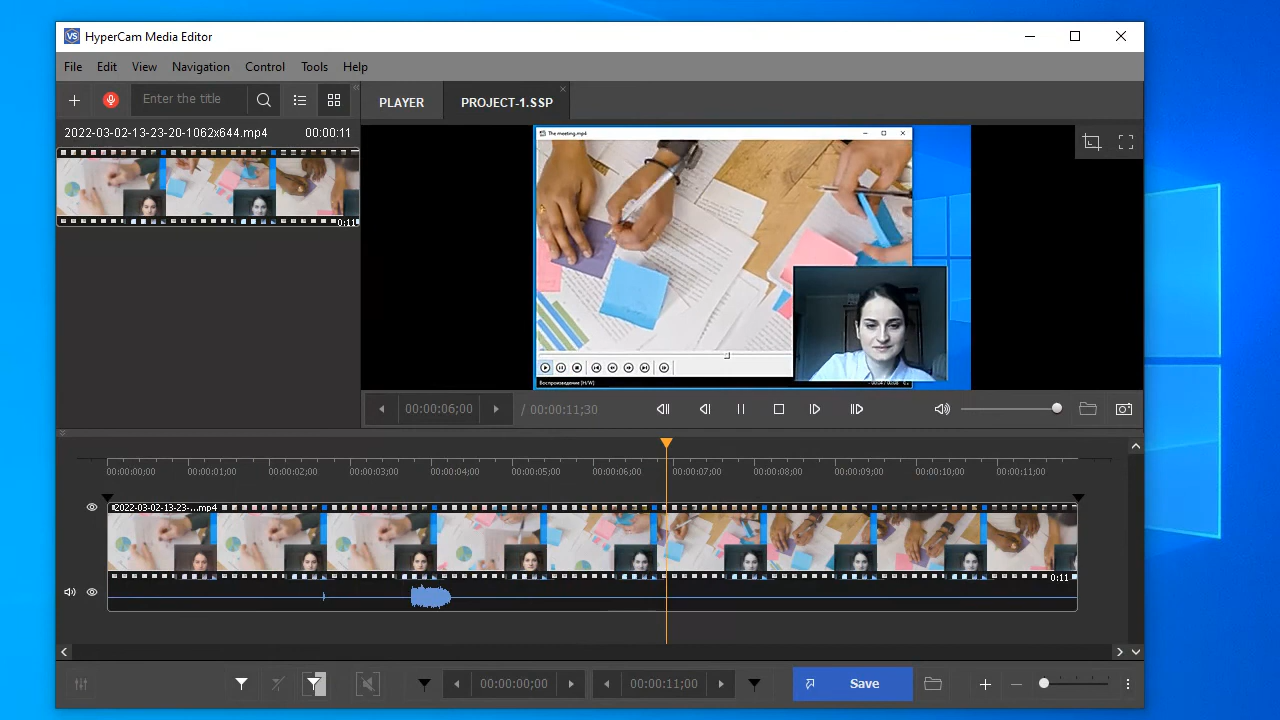 HyperCam Media Editor
File Edit View Navigation Control Tools Help
Enter the title
PLAYER PROJECT-1.SSP
2022-03-02-13-23-20-1062x644.mp4 00:00:11
The meeting.mp4
0:11
Воспроизведение [H/W]
00:00:06;00 / 00:00:11,30
00:00:00;00 00:00:01;00 00:00:02;00 00:00:03;00 00:00:04;00 00:00:05;00 00:00:06;00 00:00:07;00 00:00:08;00 00:00:09;00 00:00:10;00 00:00:11;00
2022-03-02-13-23-...mp4
0:11
00:00:00;00 00:00:11;00 Save